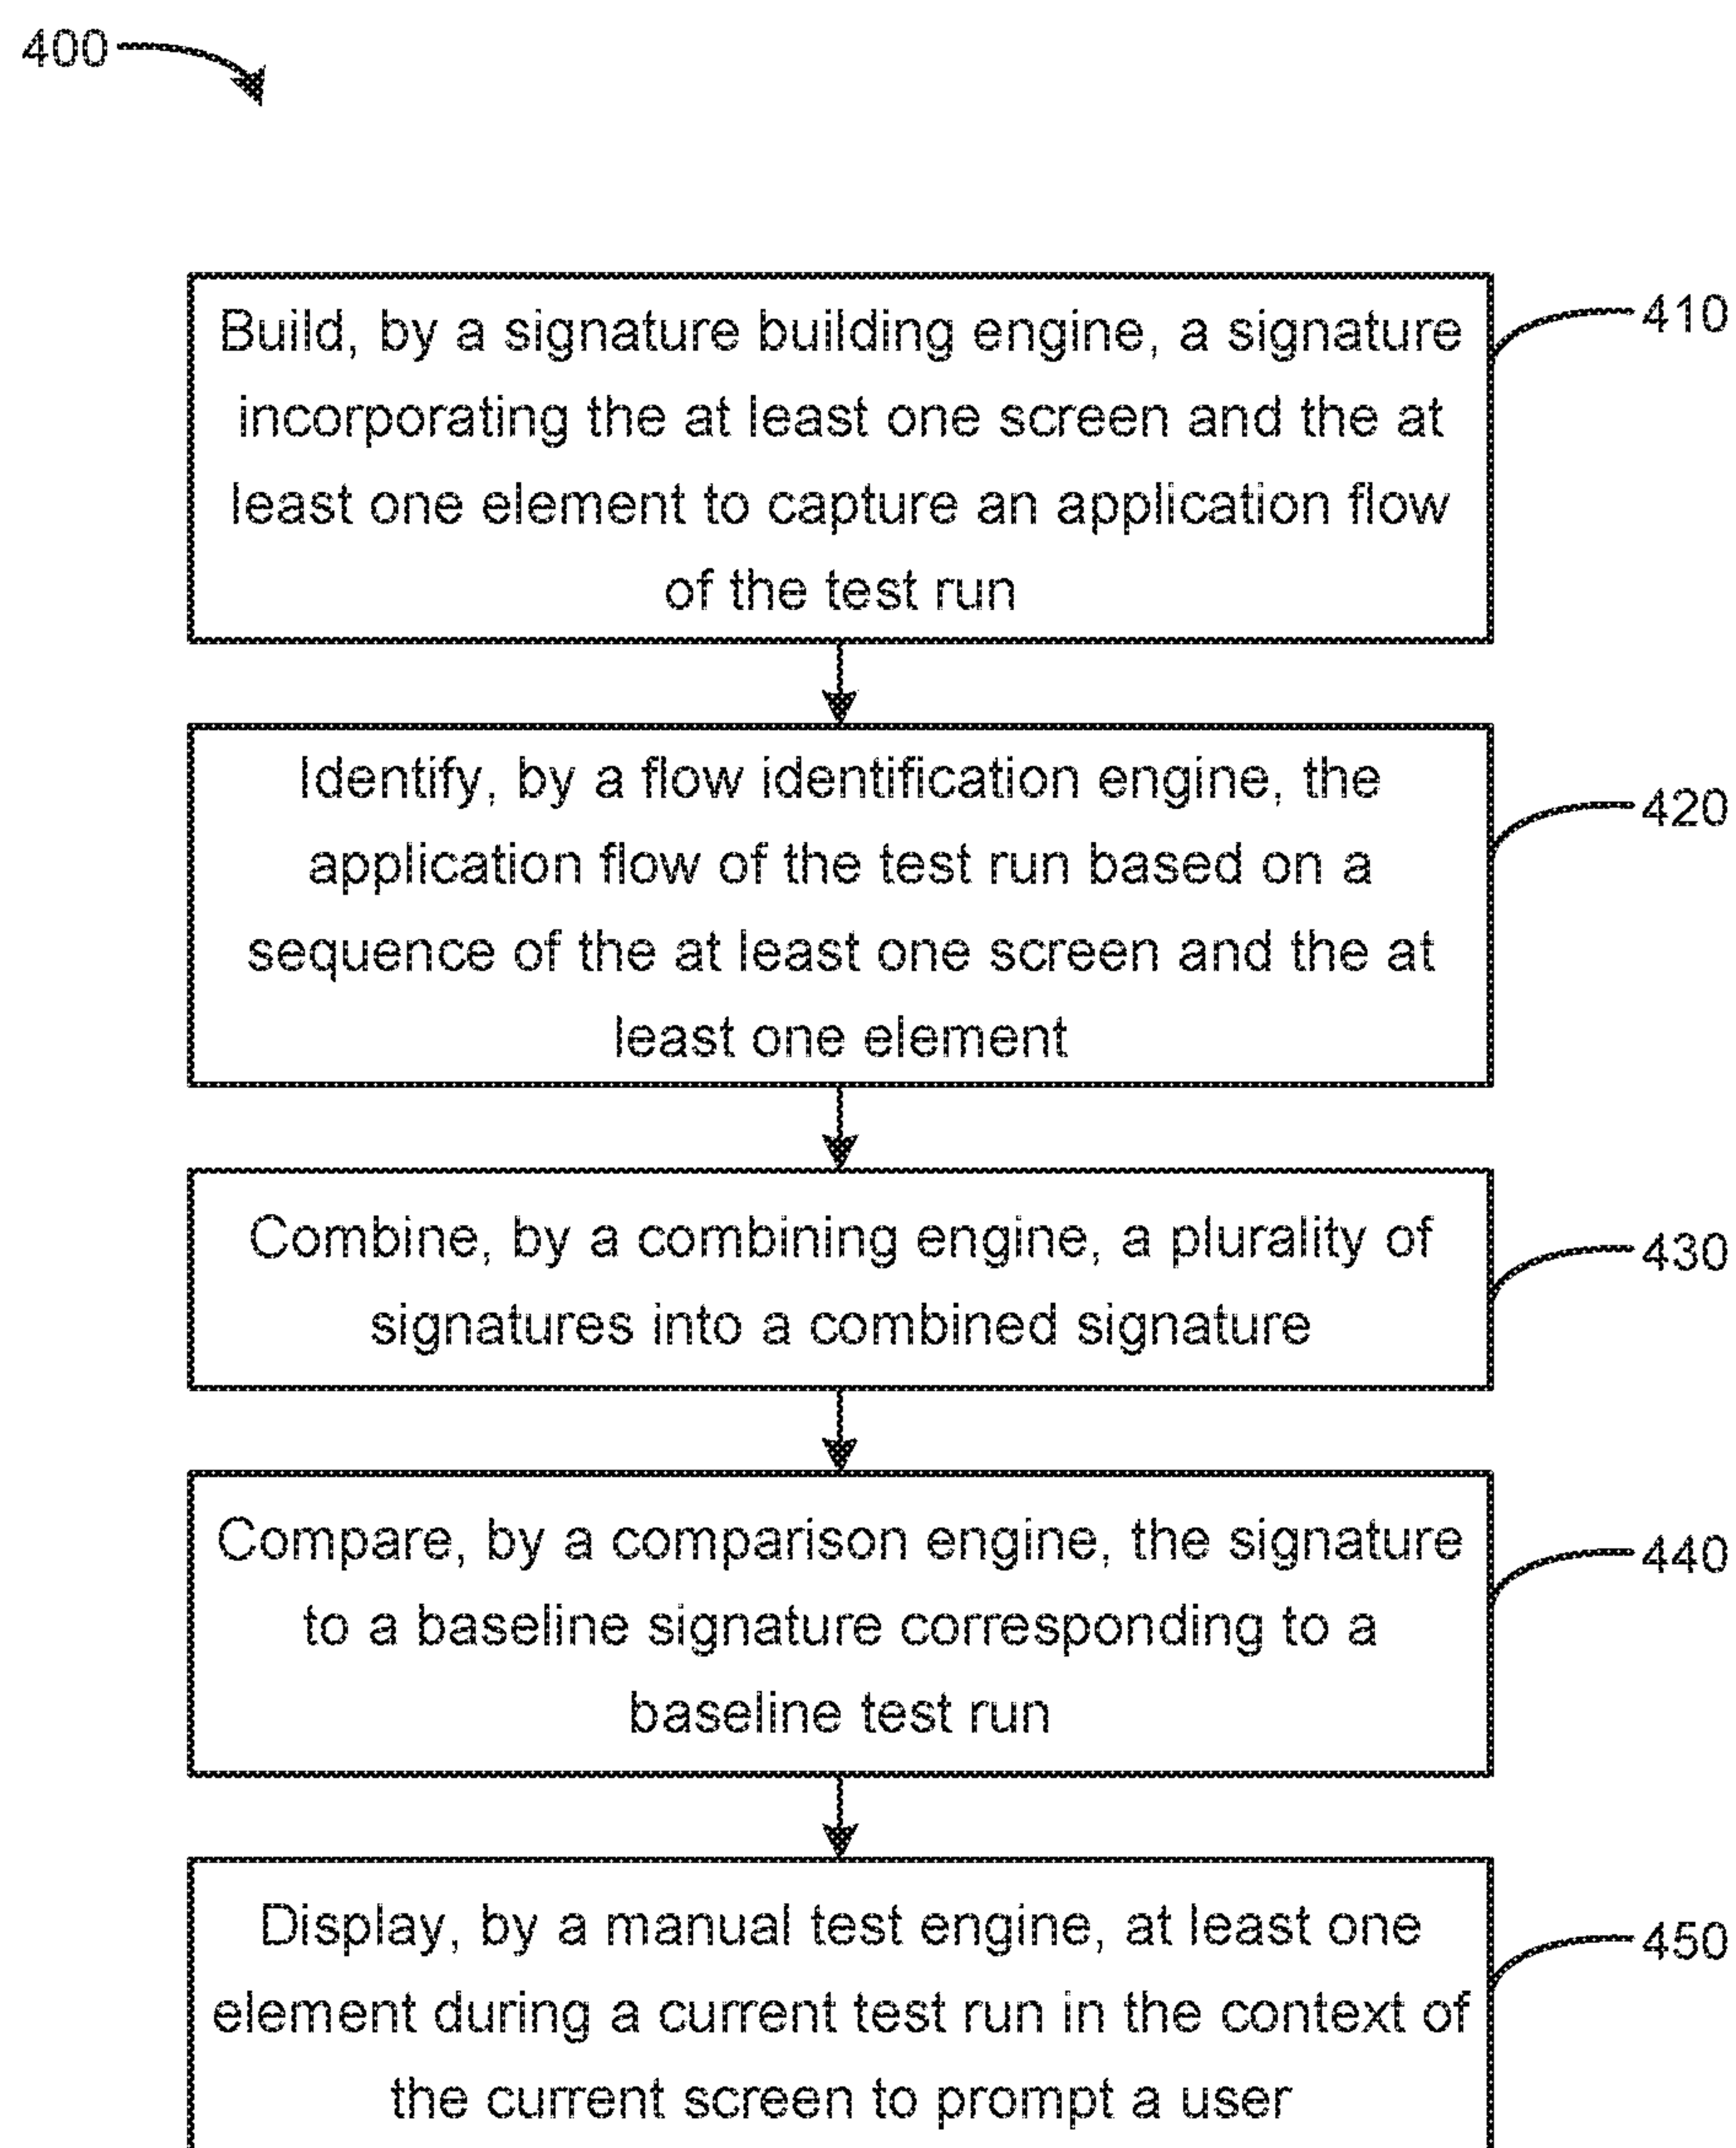 400
Build, by a signature building engine, a signature
incorporating the at least one screen and the at
least one element to capture an application flow
of the test run
410
Identify, by a flow identification engine, the
application flow of the test run based on a
sequence of the at least one screen and the at
least one element
420
Combine, by a combining engine, a plurality of
signatures into a combined signature
430
Compare, by a comparison engine, the signature
to a baseline signature corresponding to a
baseline test run
440
Display, by a manual test engine, at least one
element during a current test run in the context of
the current screen to prompt a user
450